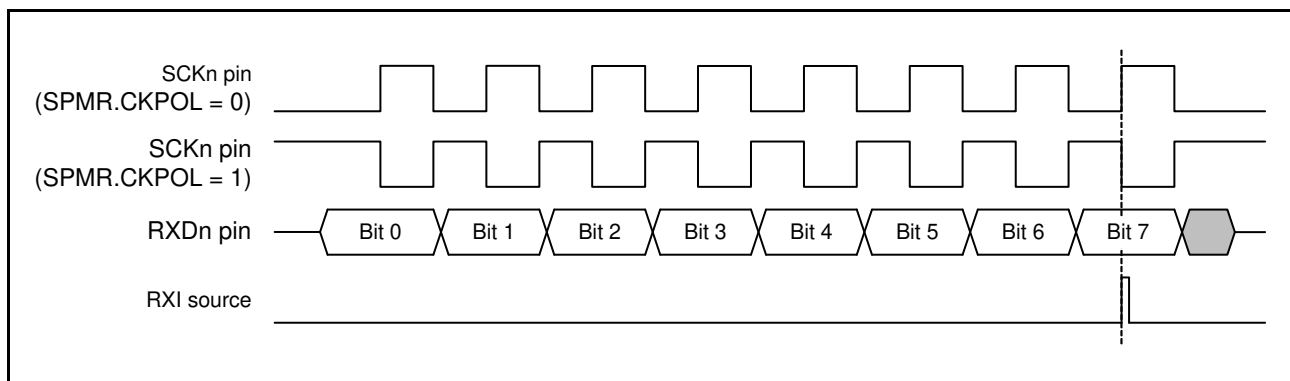 SCKn pin
(SPMR.CKPOL = 0)
SCKn pin
(SPMR.CKPOL = 1)
RXDn pin
Bit 0 Bit 1 Bit 2 Bit 3 Bit 4 Bit 5 Bit 6 Bit 7
RXI source